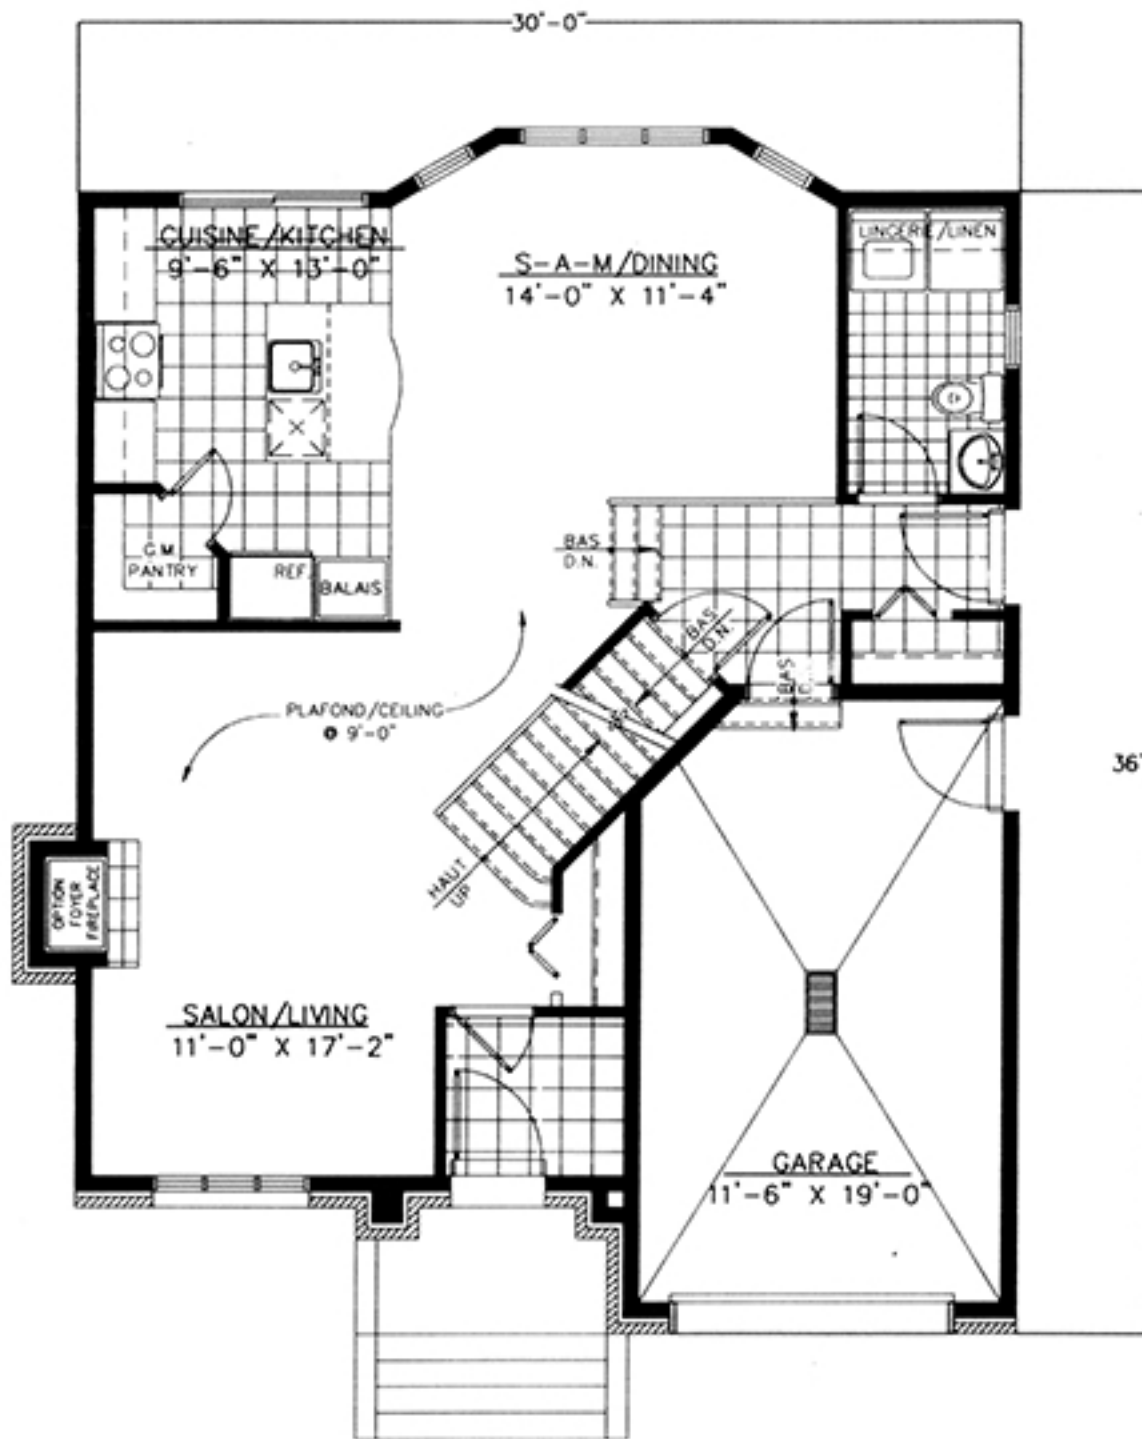 30'-0"
CUISINE/KITCHEN
9'-6" X 13'-0"
S-A-M/DINING
14'-0" X 11'-4"
LINGERIE/LINEN
BAS
D.N.
G.M.
PANTRY
REF.
BALAIS
BAS
D.N.
BAS
PLAFOND/CEILING
@ 9'-0"
36'
HAUT
UP
OPTION
FOYER
FIREPLACE
SALON/LIVING
11'-0" X 17'-2"
GARAGE
11'-6" X 19'-0"